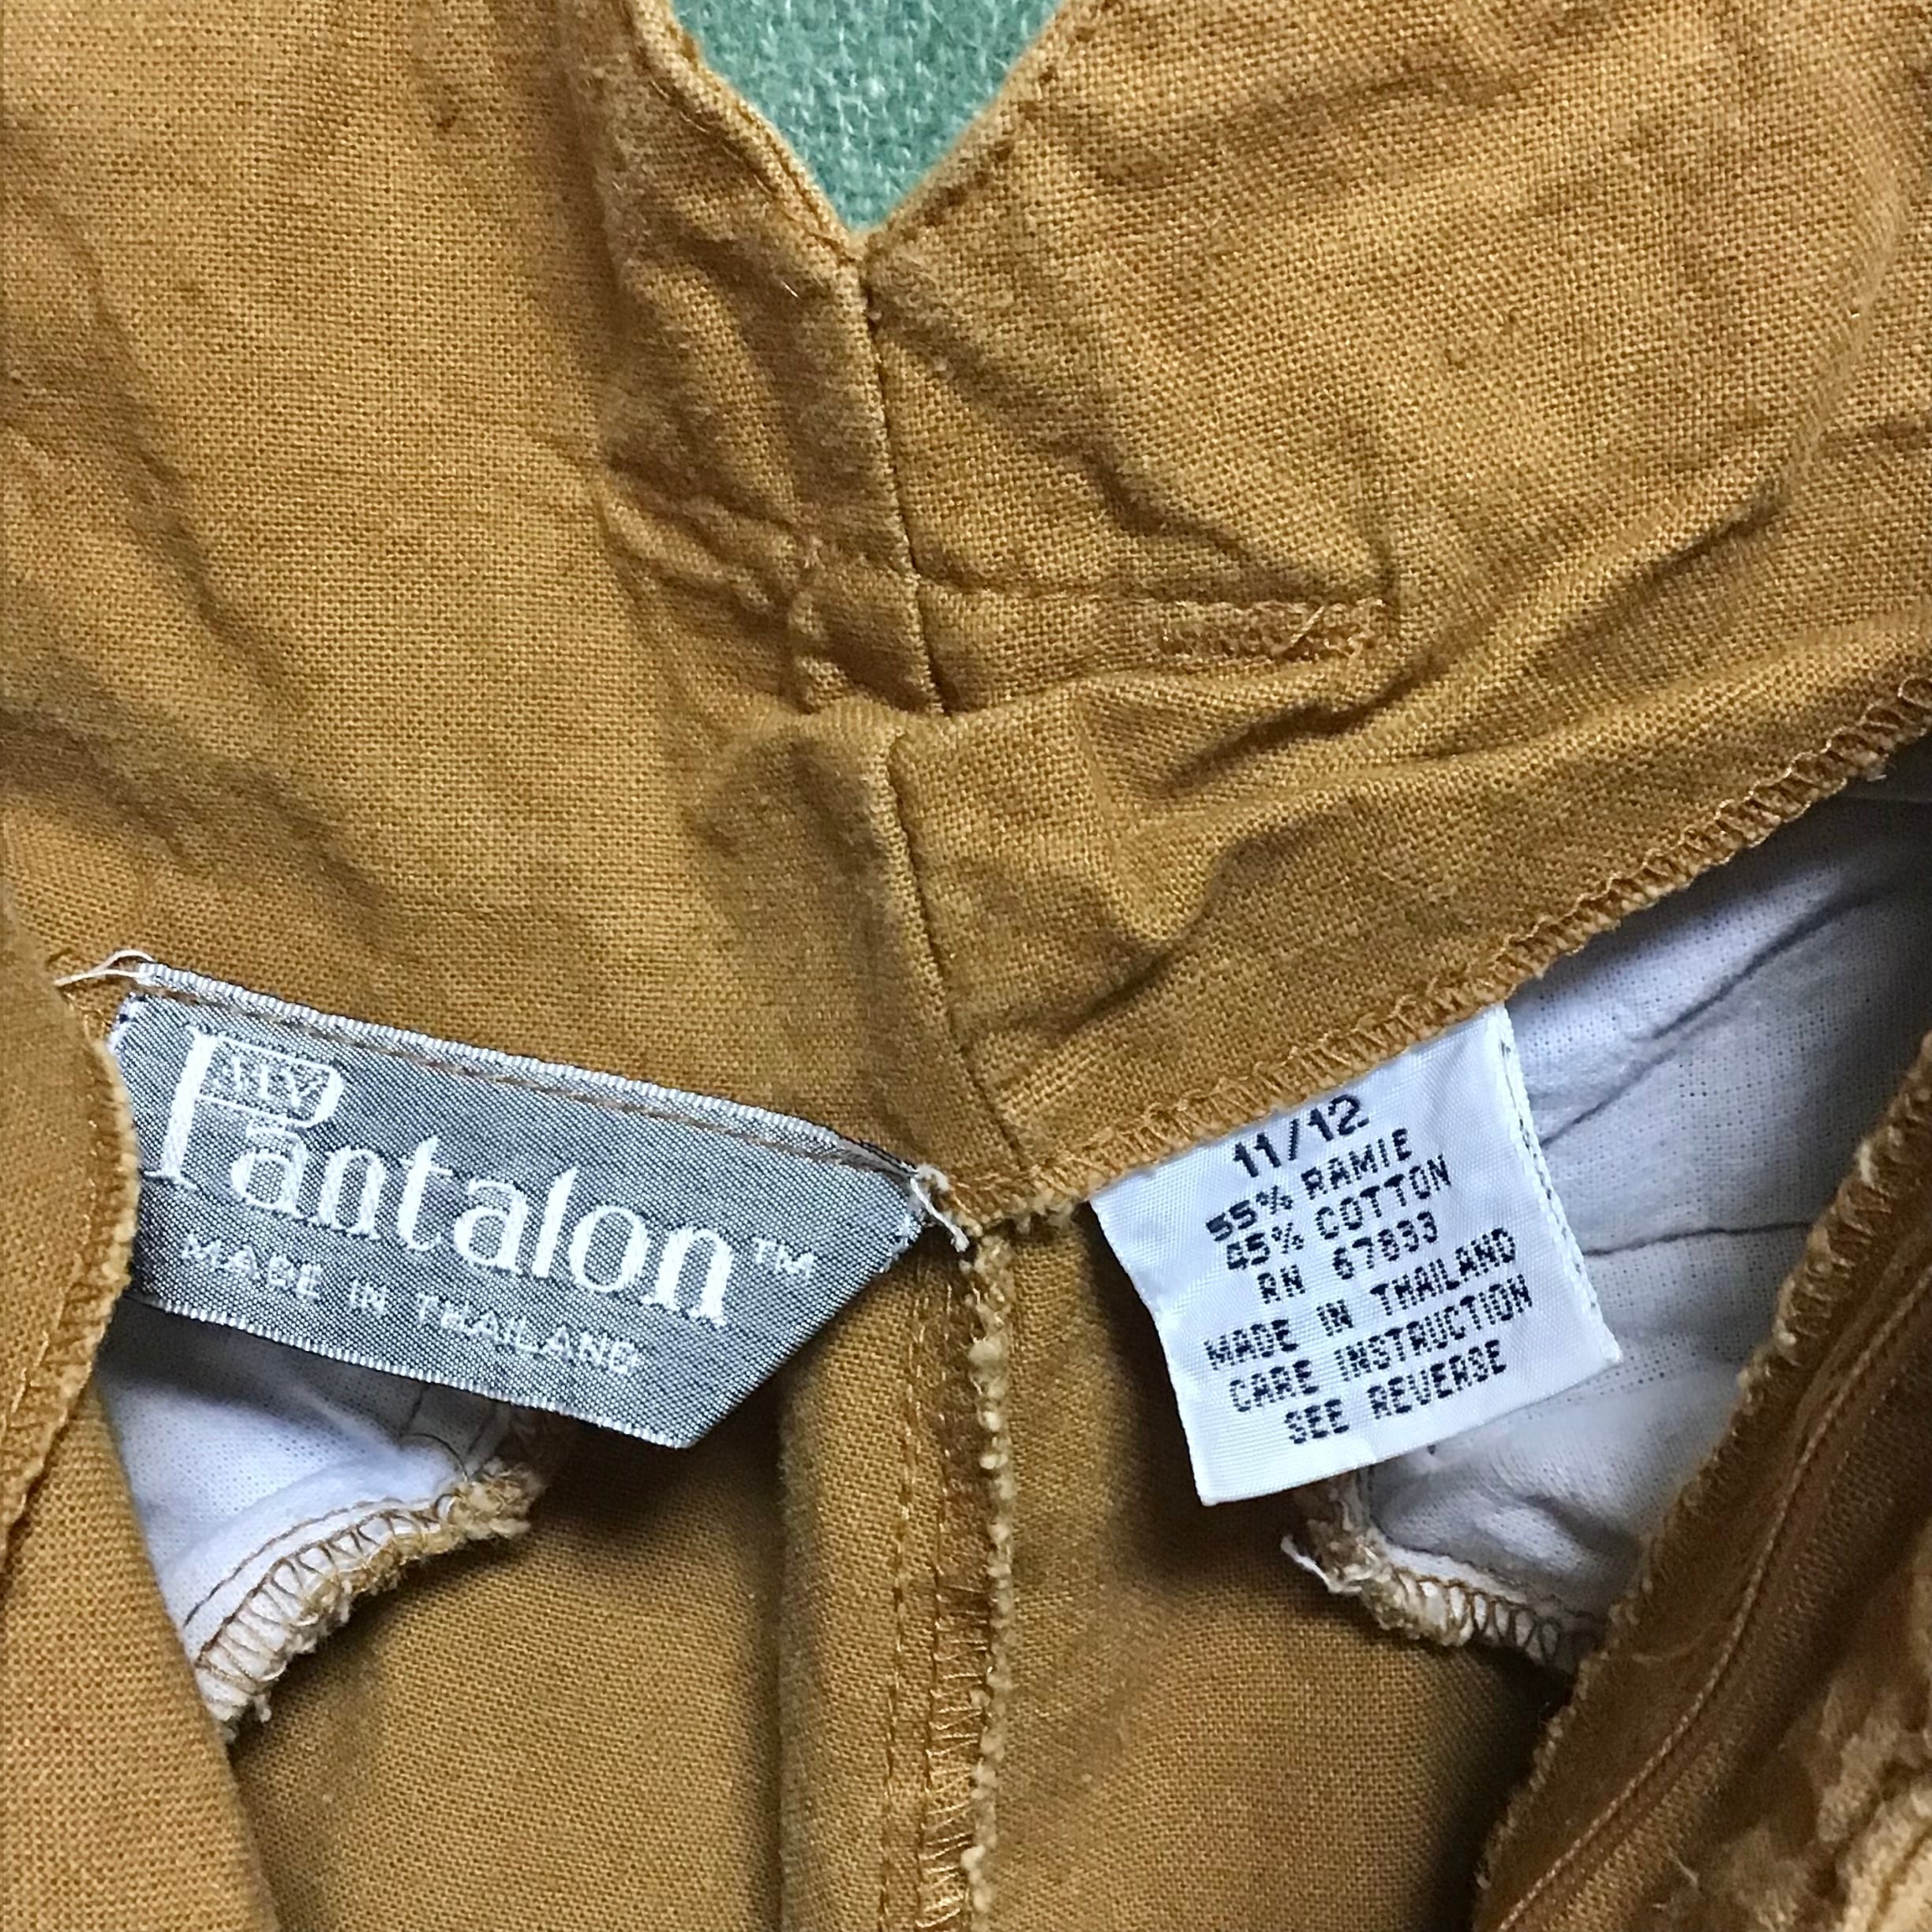 MY
Pantalon™
MADE IN THAILAND
11/12
55% RAMIE
45% COTTON
RN 67833
MADE IN THAILAND
CARE INSTRUCTION
SEE REVERSE